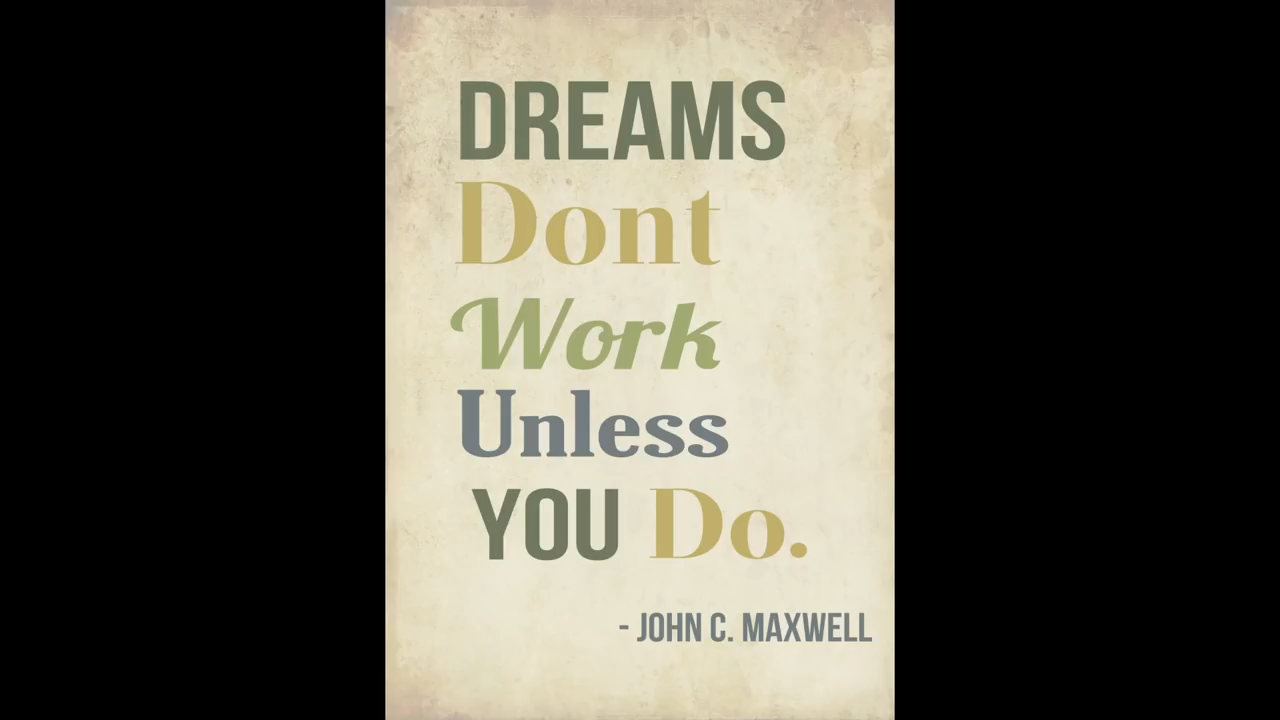 DREAMS
Dont
Work
Unless
YOU Do.
- JOHN C. MAXWELL